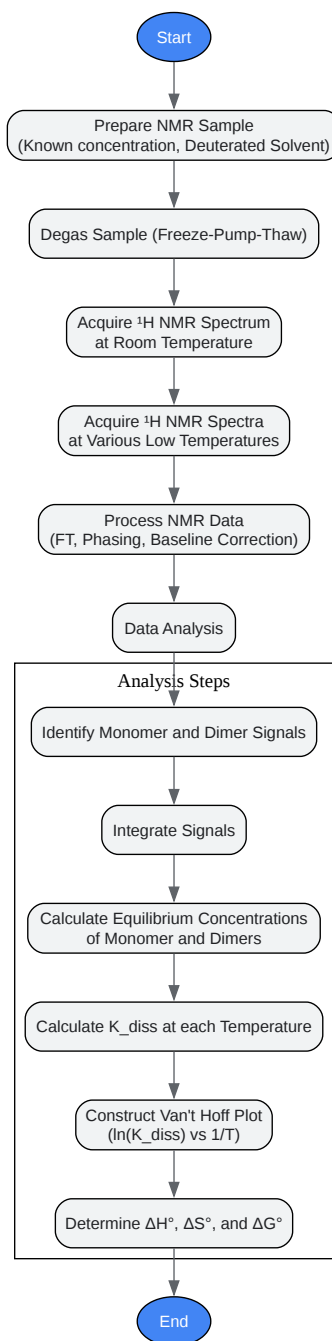 Start
Prepare NMR Sample
(Known concentration, Deuterated Solvent)
Degas Sample (Freeze-Pump-Thaw)
Acquire ¹H NMR Spectrum
at Room Temperature
Acquire ¹H NMR Spectra
at Various Low Temperatures
Process NMR Data
(FT, Phasing, Baseline Correction)
Data Analysis
Analysis Steps
Identify Monomer and Dimer Signals
Integrate Signals
Calculate Equilibrium Concentrations
of Monomer and Dimers
Calculate K_diss at each Temperature
Construct Van't Hoff Plot
(ln(K_diss) vs 1/T)
Determine ΔH°, ΔS°, and ΔG°
End